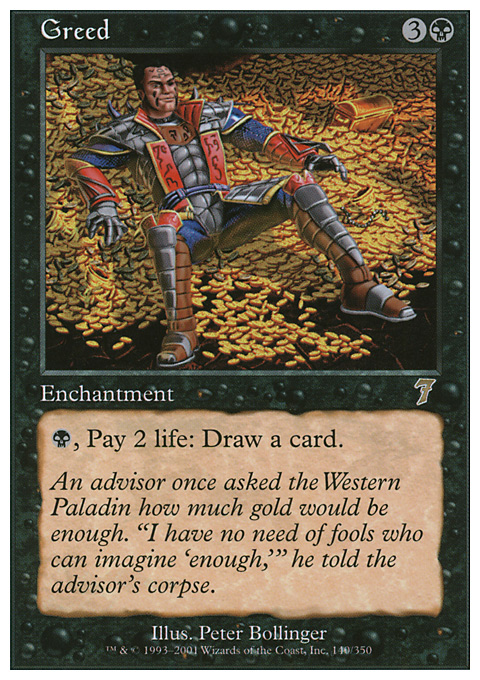 Greed 3
Enchantment 7
, Pay 2 life: Draw a card.
An advisor once asked the Western
Paladin how much gold would be
enough. “I have no need of fools who
can imagine ‘enough,’” he told the
advisor’s corpse.
Illus. Peter Bollinger
™ & © 1993–2001 Wizards of the Coast, Inc. 140/350